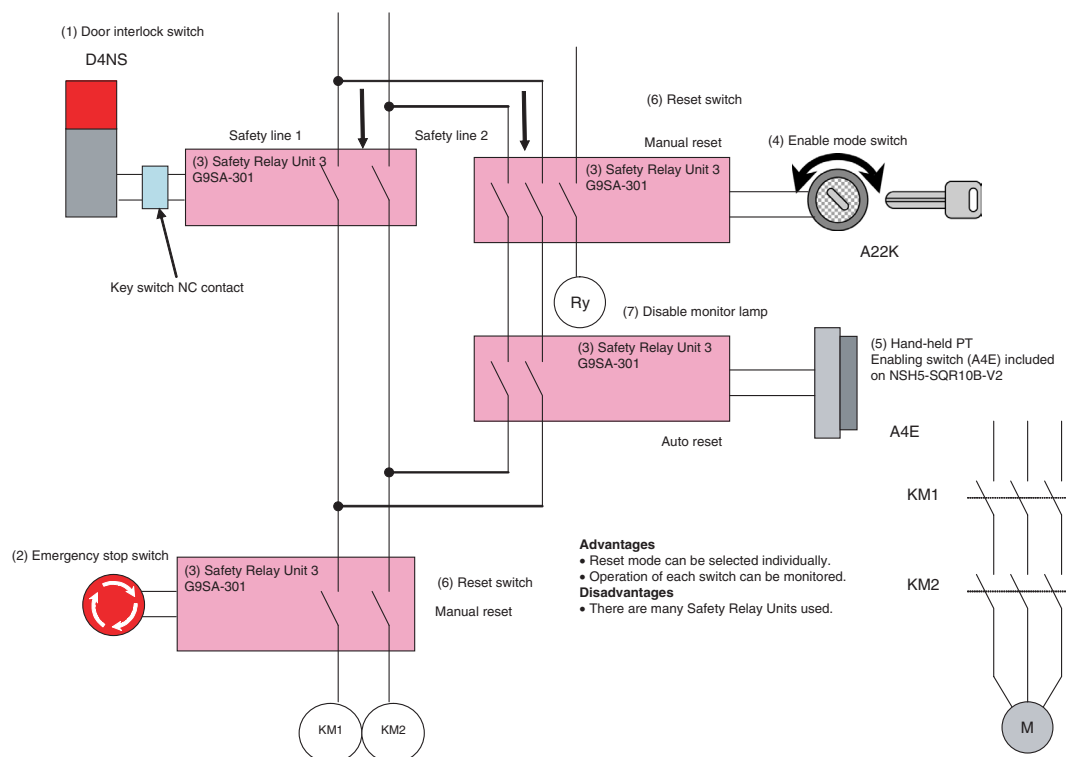 (1) Door interlock switch
D4NS
Safety line 1
Safety line 2
(6) Reset switch
Manual reset
(4) Enable mode switch
(3) Safety Relay Unit 3
G9SA-301
(3) Safety Relay Unit 3
G9SA-301
A22K
Key switch NC contact
Ry
(7) Disable monitor lamp
(3) Safety Relay Unit 3
G9SA-301
(5) Hand-held PT
Enabling switch (A4E) included
on NSH5-SQR10B-V2
A4E
Auto reset
KM1
(2) Emergency stop switch
(3) Safety Relay Unit 3
G9SA-301
(6) Reset switch
Manual reset
Advantages
• Reset mode can be selected individually.
• Operation of each switch can be monitored.
Disadvantages
• There are many Safety Relay Units used.
KM2
KM1
KM2
M